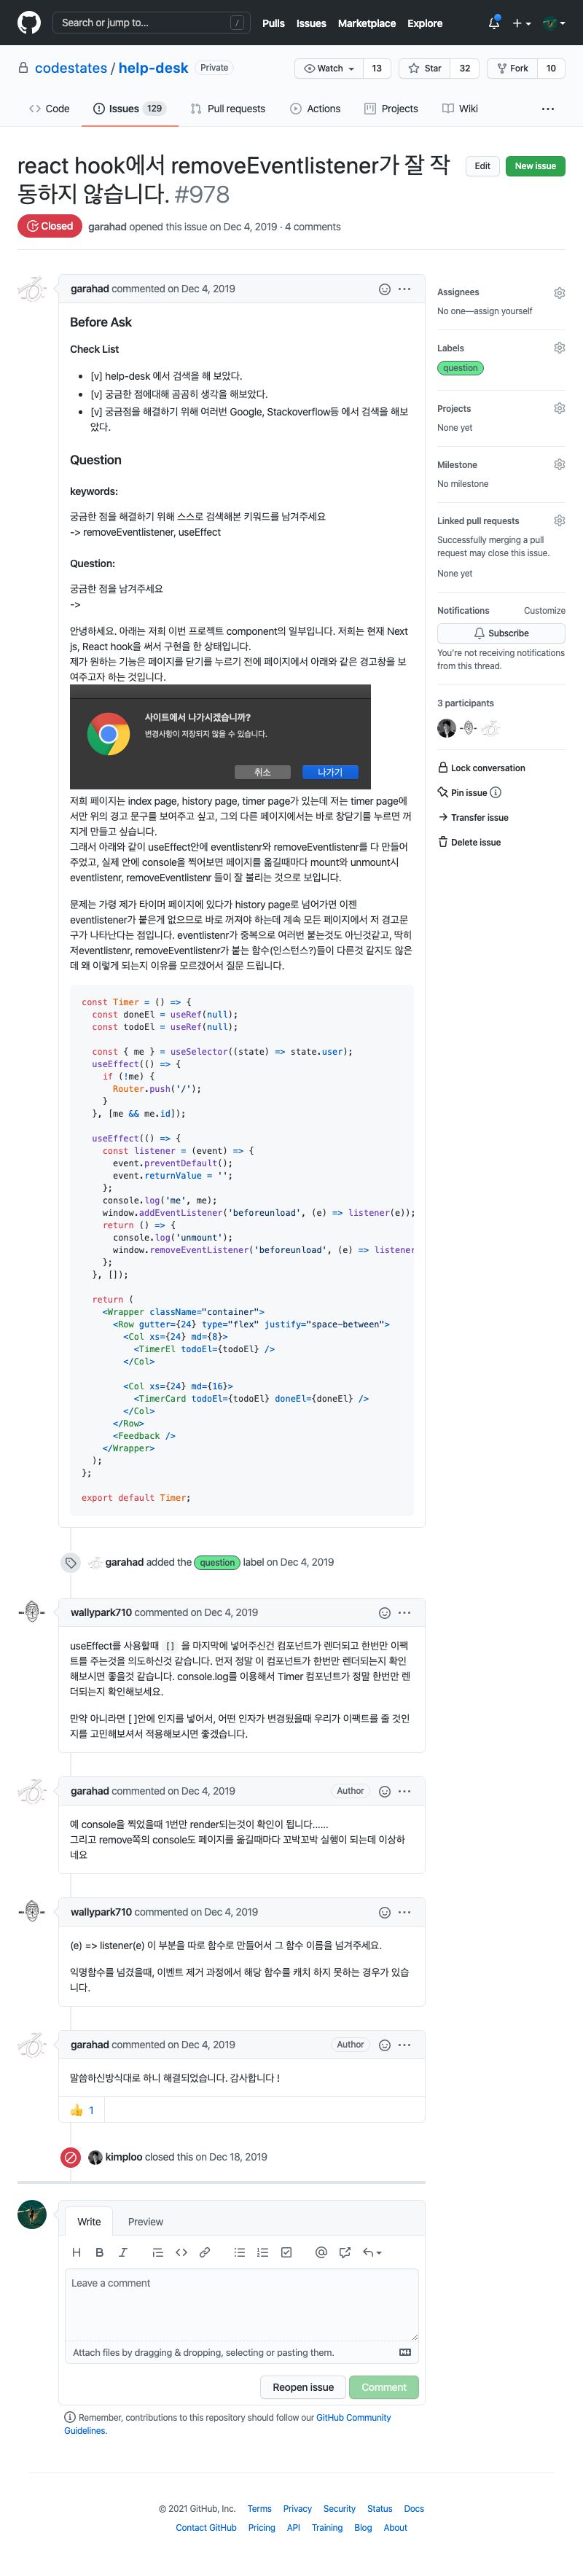 Search or jump to...
/
Pulls Issues Marketplace Explore
codestates / help-desk Private
Watch 13 Star 32 Fork 10
Code Issues 129 Pull requests Actions Projects Wiki ...
react hook에서 removeEventlistener가 잘 작
동하지 않습니다. #978
Edit New issue
Closed garahad opened this issue on Dec 4, 2019 · 4 comments
garahad commented on Dec 4, 2019
Before Ask
Check List
• [v] help-desk 에서 검색을 해 보았다.
• [v] 궁금한 점에대해 곰곰히 생각을 해보았다.
• [v] 궁금점을 해결하기 위해 여러번 Google, Stackoverflow등 에서 검색을 해보
았다.
Question
keywords:
궁금한 점을 해결하기 위해 스스로 검색해본 키워드를 남겨주세요
-> removeEventlistner, useEffect
Question:
궁금한 점을 남겨주세요
->
안녕하세요. 아래는 저희 이번 프로젝트 component의 일부입니다. 저희는 현재 Next
js, React hook을 써서 구현을 한 상태입니다.
제가 원하는 기능은 페이지를 닫기를 누르기 전에 페이지에서 아래와 같은 경고창을 보
여주고자 하는 것입니다.
사이트에서 나가시겠습니까?
변경사항이 저장되지 않을 수 있습니다.
취소 나가기
저희 페이지는 index page, history page, timer page가 있는데 저는 timer page에
서만 위의 경고 문구를 보여주고 싶고, 그외 다른 페이지에서는 바로 창닫기를 누르면 꺼
지게 만들고 싶습니다.
그래서 아래와 같이 useEffect안에 eventlistenr와 removeEventlistenr를 다 만들어
주었고, 실제 안에 console을 찍어보면 페이지를 옮길때마다 mount와 unmount시
eventlistenr, removeEventlistenr 들이 잘 불리는 것으로 보입니다.
문제는 가령 제가 타이머 페이지에 있다가 history page로 넘어가면 이젠
eventlistener가 붙은게 없으므로 바로 꺼져야 하는데 계속 모든 페이지에서 저 경고문
구가 나타난다는 점입니다. eventlistenr가 중복으로 여러번 붙는것도 아닌것같고, 딱히
저eventlistenr, removeEventlistenr가 붙는 함수(인스턴스?)들이 다른것 같지도 않은
데 왜 이렇게 되는지 이유를 모르겠어서 질문 드립니다.
const Timer = () => {
  const doneEl = useRef(null);
  const todoEl = useRef(null);
  const { me } = useSelector((state) => state.user);
  useEffect(() => {
    if (!me) {
      Router.push('/');
    }
  }, [me && me.id]);
  useEffect(() => {
    const listener = (event) => {
      event.preventDefault();
      event.returnValue = '';
    };
    console.log('me', me);
    window.addEventListener('beforeunload', (e) => listener(e));
    return () => {
      console.log('unmount');
      window.removeEventListener('beforeunload', (e) => listener
    };
  }, []);
  return (
    <Wrapper className="container">
      <Row gutter={24} type="flex" justify="space-between">
        <Col xs={24} md={8}>
          <TimerEl todoEl={todoEl} />
        </Col>
        <Col xs={24} md={16}>
          <TimerCard todoEl={todoEl} doneEl={doneEl} />
        </Col>
      </Row>
      <Feedback />
    </Wrapper>
  );
};
export default Timer;
garahad added the question label on Dec 4, 2019
wallypark710 commented on Dec 4, 2019
useEffect를 사용할때 [] 을 마지막에 넣어주신건 컴포넌트가 렌더되고 한번만 이팩
트를 주는것을 의도하신것 같습니다. 먼저 정말 이 컴포넌트가 한번만 렌더되는지 확인
해보시면 좋을것 같습니다. console.log를 이용해서 Timer 컴포넌트가 정말 한번만 렌
더되는지 확인해보세요.
만약 아니라면 [ ]안에 인지를 넣어서, 어떤 인자가 변경됬을때 우리가 이팩트를 줄 것인
지를 고민해보셔서 적용해보시면 좋겠습니다.
garahad commented on Dec 4, 2019 Author
예 console을 찍었을때 1번만 render되는것이 확인이 됩니다......
그리고 remove쪽의 console도 페이지를 옮길때마다 꼬박꼬박 실행이 되는데 이상하
네요
wallypark710 commented on Dec 4, 2019
(e) => listener(e) 이 부분을 따로 함수로 만들어서 그 함수 이름을 넘겨주세요.
익명함수를 넘겼을때, 이벤트 제거 과정에서 해당 함수를 캐치 하지 못하는 경우가 있습
니다.
garahad commented on Dec 4, 2019 Author
말씀하신방식대로 하니 해결되었습니다. 감사합니다 !
👍 1
kimploo closed this on Dec 18, 2019
Write Preview
Leave a comment
Attach files by dragging & dropping, selecting or pasting them.
Reopen issue Comment
Remember, contributions to this repository should follow our GitHub Community
Guidelines.
Assignees
No one—assign yourself
Labels
question
Projects
None yet
Milestone
No milestone
Linked pull requests
Successfully merging a pull
request may close this issue.
None yet
Notifications Customize
Subscribe
You're not receiving notifications
from this thread.
3 participants
Lock conversation
Pin issue
Transfer issue
Delete issue
© 2021 GitHub, Inc. Terms Privacy Security Status Docs
Contact GitHub Pricing API Training Blog About